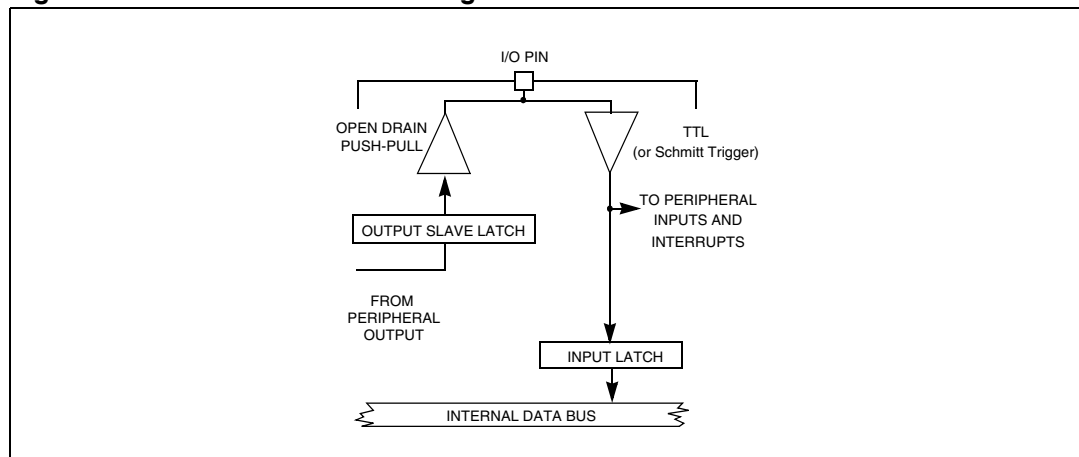 I/O PIN
OPEN DRAIN
PUSH-PULL
TTL
(or Schmitt Trigger)
TO PERIPHERAL
INPUTS AND
INTERRUPTS
OUTPUT SLAVE LATCH
FROM
PERIPHERAL
OUTPUT
INPUT LATCH
INTERNAL DATA BUS